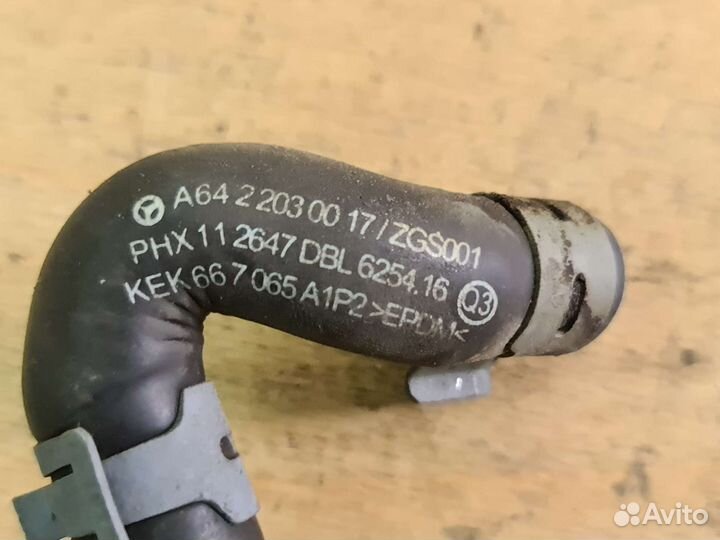 A64 2 203 00 17 / ZGS001
PHX 11 2647 DBL 6254.16
KEK 66 7 065 A1P2 >EPDM< Q3
Avito